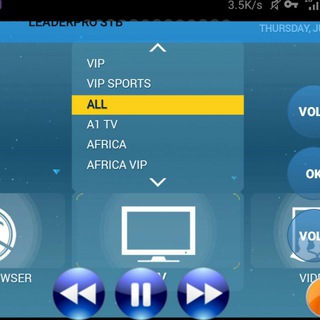 3.5K/s
LEADERPRO STB
THURSDAY, JU
VIP
VIP SPORTS
ALL
A1 TV
AFRICA
AFRICA VIP
VOL
OK
VOL
WSER
V
VID